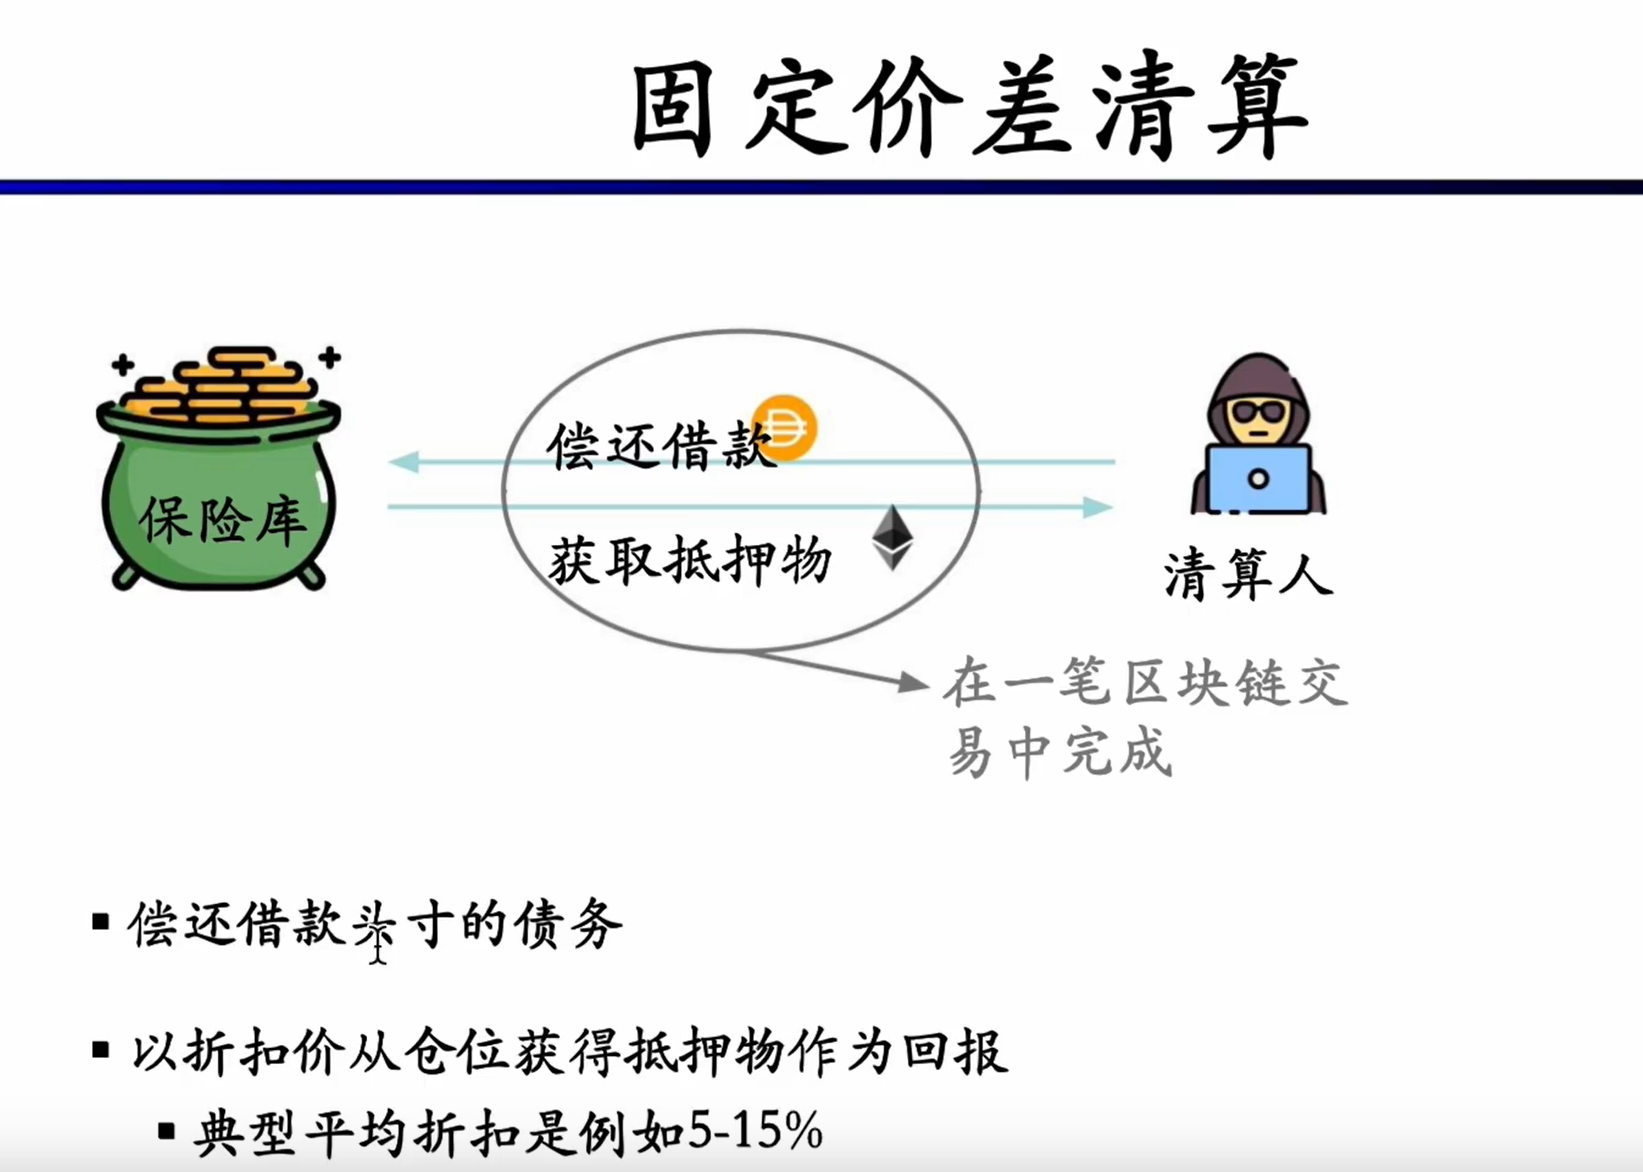 固定价差清算
偿还借款
保险库
获取抵押物
清算人
在一笔区块链交
易中完成
▪ 偿还借款头寸的债务
▪ 以折扣价从仓位获得抵押物作为回报
▪ 典型平均折扣是例如5-15%